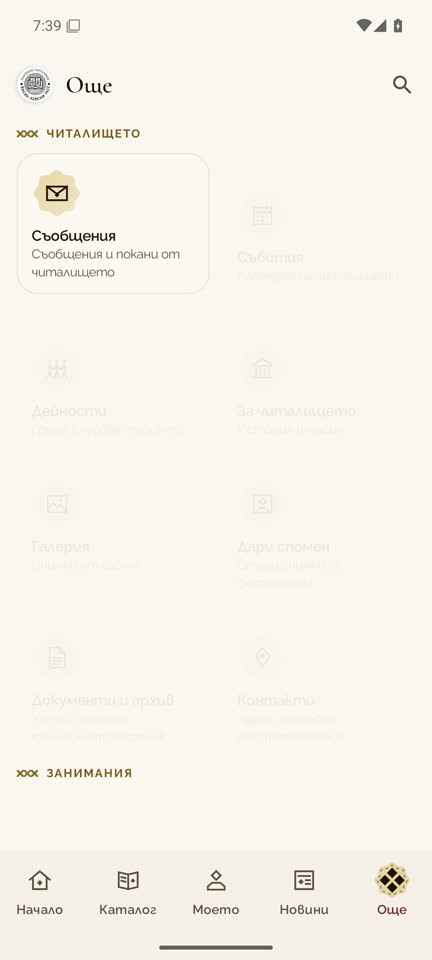 7:39
Още
ЧИТАЛИЩЕТО
Съобщения
Съобщения и покани от
читалището
Събития
Дейности
За читалището
Галерия
Дари спомен
Документи и архив
Контакти
ЗАНИМАНИЯ
Начало
Каталог
Моето
Новини
Още